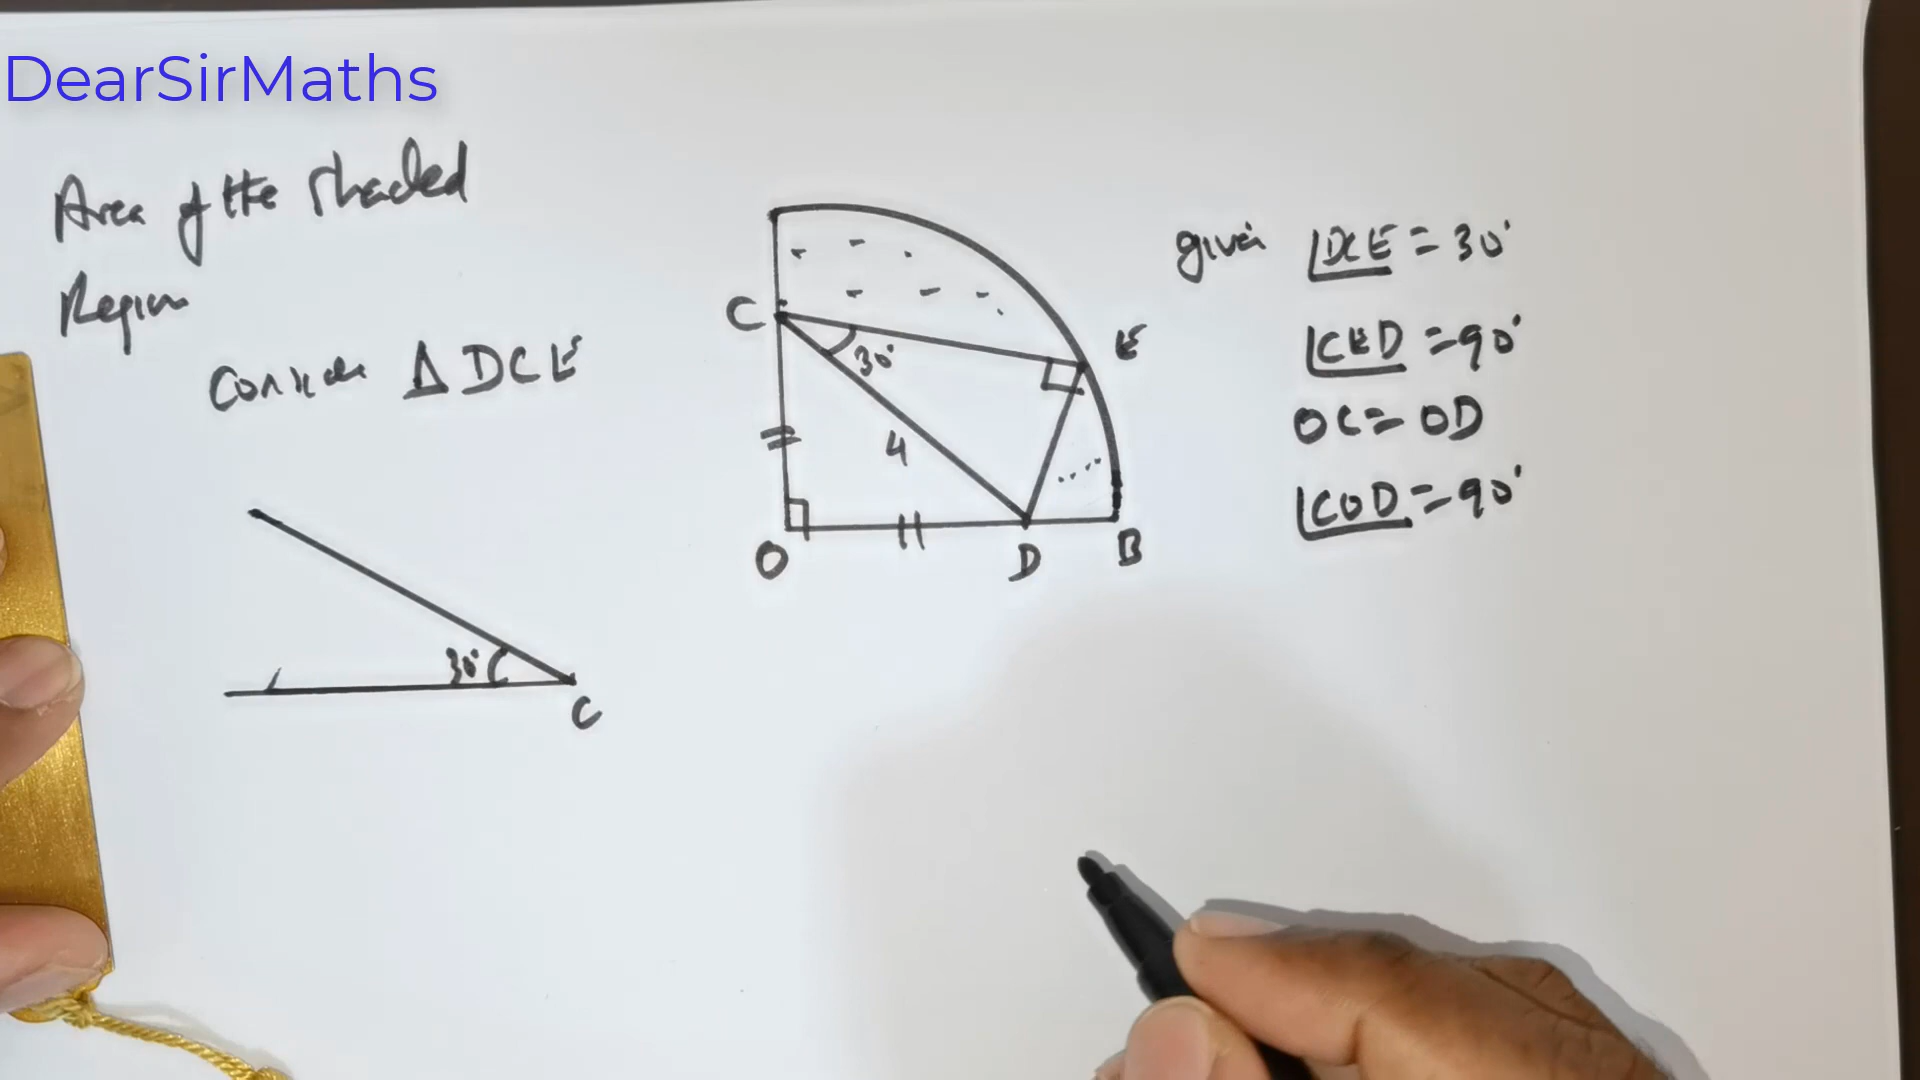 DearSirMaths
Area of the shaded
Region
Consider Δ DCE
30°
C
C
30°
E
4
O
D
B
given ∠DCE = 30°
∠CED = 90°
OC = OD
∠COD = 90°